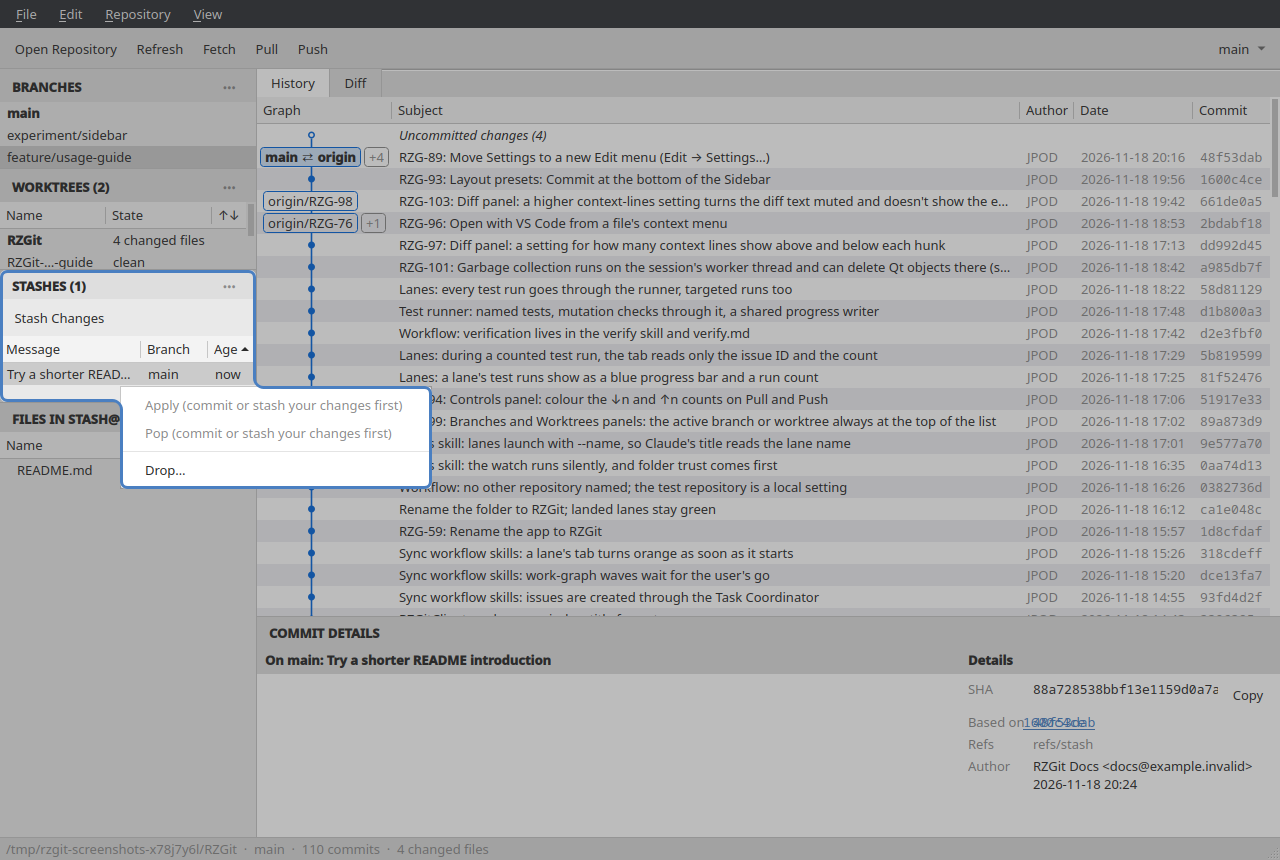 File Edit Repository View
Open Repository Refresh Fetch Pull Push main
BRANCHES ···
main
experiment/sidebar
feature/usage-guide
WORKTREES (2) ···
Name State ↑↓
RZGit 4 changed files
RZGit-...-guide clean
STASHES (1) ···
Stash Changes
Message Branch Age
Try a shorter READ... main now
Apply (commit or stash your changes first)
Pop (commit or stash your changes first)
Drop...
FILES IN STASH@
Name
README.md
History Diff
Graph Subject Author Date Commit
Uncommitted changes (4)
main ⇄ origin +4 RZG-89: Move Settings to a new Edit menu (Edit → Settings...) JPOD 2026-11-18 20:16 48f53dab
RZG-93: Layout presets: Commit at the bottom of the Sidebar JPOD 2026-11-18 19:56 1600c4ce
origin/RZG-98 RZG-103: Diff panel: a higher context-lines setting turns the diff text muted and doesn't show the e... JPOD 2026-11-18 19:42 661de0a5
origin/RZG-76 +1 RZG-96: Open with VS Code from a file's context menu JPOD 2026-11-18 18:53 2bdabf18
RZG-97: Diff panel: a setting for how many context lines show above and below each hunk JPOD 2026-11-18 17:13 dd992d45
RZG-101: Garbage collection runs on the session's worker thread and can delete Qt objects there (s... JPOD 2026-11-18 18:42 a985db7f
Lanes: every test run goes through the runner, targeted runs too JPOD 2026-11-18 18:22 58d81129
Test runner: named tests, mutation checks through it, a shared progress writer JPOD 2026-11-18 17:48 d1b800a3
Workflow: verification lives in the verify skill and verify.md JPOD 2026-11-18 17:42 d2e3fbf0
Lanes: during a counted test run, the tab reads only the issue ID and the count JPOD 2026-11-18 17:29 5b819599
Lanes: a lane's test runs show as a blue progress bar and a run count JPOD 2026-11-18 17:25 81f52476
94: Controls panel: colour the ↓n and ↑n counts on Pull and Push JPOD 2026-11-18 17:06 51917e33
99: Branches and Worktrees panels: the active branch or worktree always at the top of the list JPOD 2026-11-18 17:02 89a873d9
skill: lanes launch with --name, so Claude's title reads the lane name JPOD 2026-11-18 17:01 9e577a70
skill: the watch runs silently, and folder trust comes first JPOD 2026-11-18 16:35 0aa74d13
Workflow: no other repository named; the test repository is a local setting JPOD 2026-11-18 16:26 0382736d
Rename the folder to RZGit; landed lanes stay green JPOD 2026-11-18 16:12 ca1e048c
RZG-59: Rename the app to RZGit JPOD 2026-11-18 15:57 1d8cfdaf
Sync workflow skills: a lane's tab turns orange as soon as it starts JPOD 2026-11-18 15:26 318cdeff
Sync workflow skills: work-graph waves wait for the user's go JPOD 2026-11-18 15:20 dce13fa7
Sync workflow skills: issues are created through the Task Coordinator JPOD 2026-11-18 14:55 93fd4d2f
COMMIT DETAILS
On main: Try a shorter README introduction
Details
SHA 88a728538bbf13e1159d0a7a Copy
Based on
Refs refs/stash
Author RZGit Docs <docs@example.invalid>
2026-11-18 20:24
/tmp/rzgit-screenshots-x78j7y6l/RZGit · main · 110 commits · 4 changed files